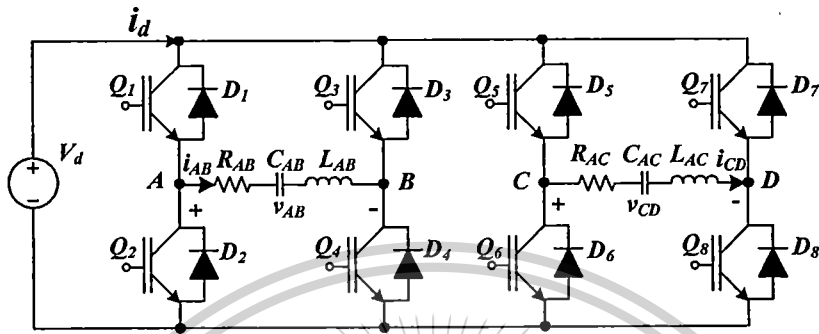 i_d
Q_1 D_1 Q_3 D_3 Q_5 D_5 Q_7 D_7
V_d
i_AB R_AB C_AB L_AB R_AC C_AC L_AC i_CD
A B C D
+ v_AB - + v_CD -
Q_2 D_2 Q_4 D_4 Q_6 D_6 Q_8 D_8